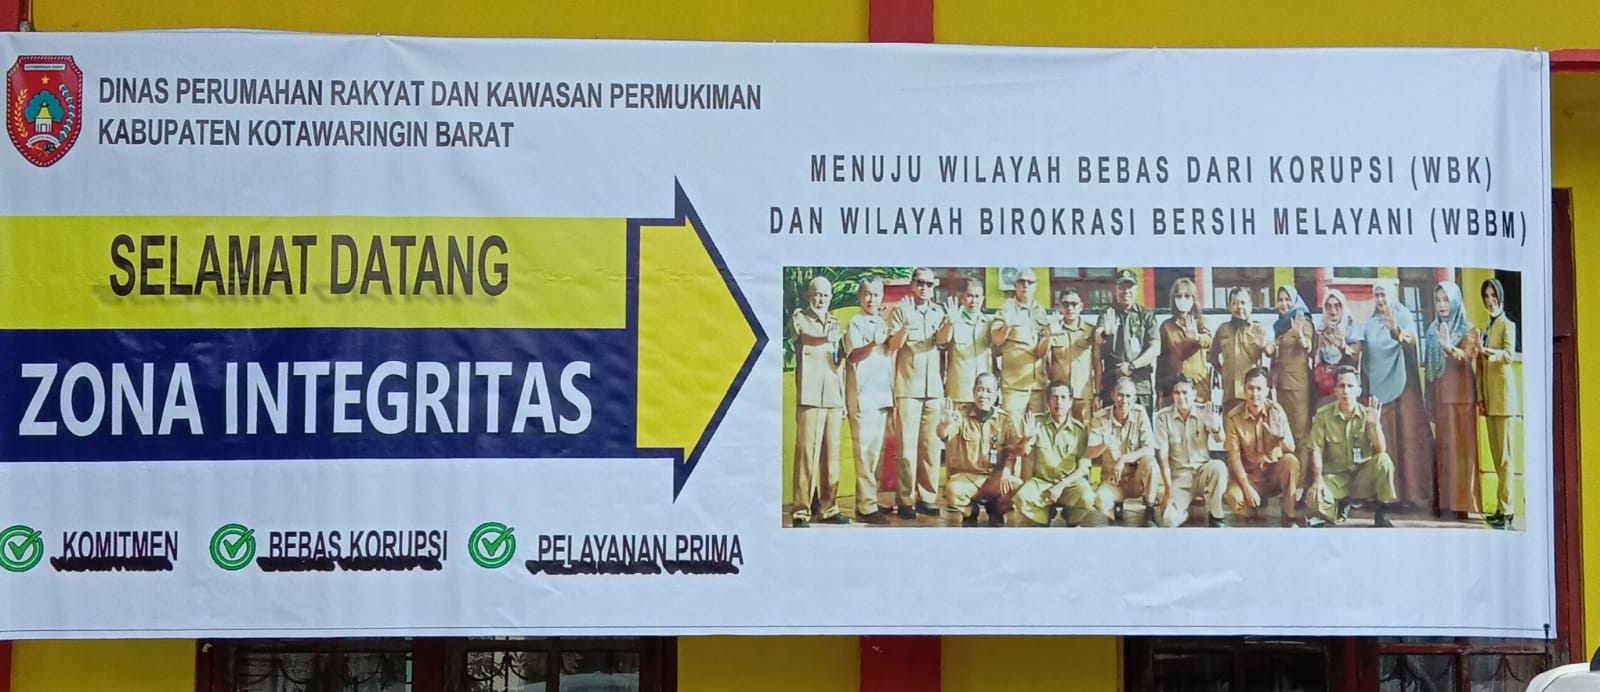 DINAS PERUMAHAN RAKYAT DAN KAWASAN PERMUKIMAN
KABUPATEN KOTAWARINGIN BARAT
MENUJU WILAYAH BEBAS DARI KORUPSI (WBK)
DAN WILAYAH BIROKRASI BERSIH MELAYANI (WBBM)
SELAMAT DATANG
ZONA INTEGRITAS
KOMITMEN BEBAS KORUPSI PELAYANAN PRIMA